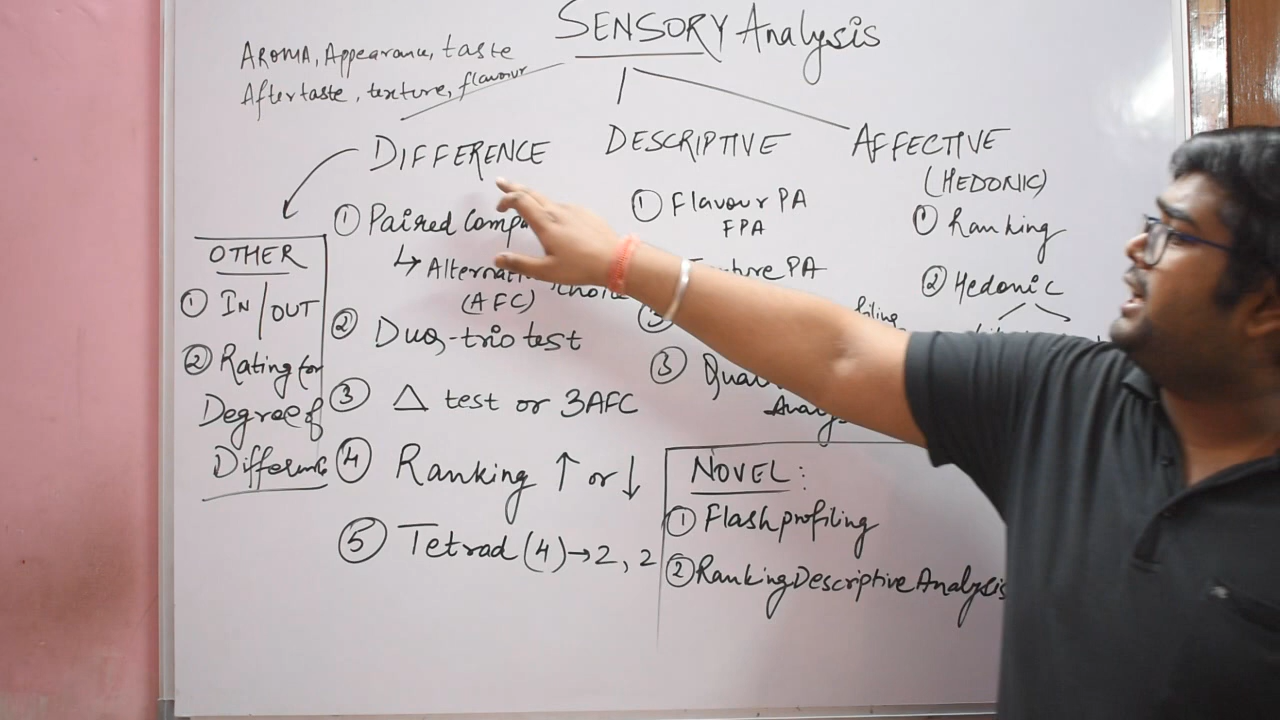 SENSORY Analysis
AROMA, Appearance, taste
Aftertaste, texture, flavour
DIFFERENCE
① Paired
↳
(AFC)
② Duo-trio test
③ △ test or 3AFC
④ Ranking ↑ or ↓
⑤ Tetrad (4) → 2, 2
OTHER
① IN/OUT
② Rating for
Degree of
Difference
DESCRIPTIVE
① Flavour PA
FPA
PA
③
NOVEL:
① Flash profiling
② Ranking Descriptive Analysis
AFFECTIVE
(HEDONIC)
① Ranking
② Hedonic